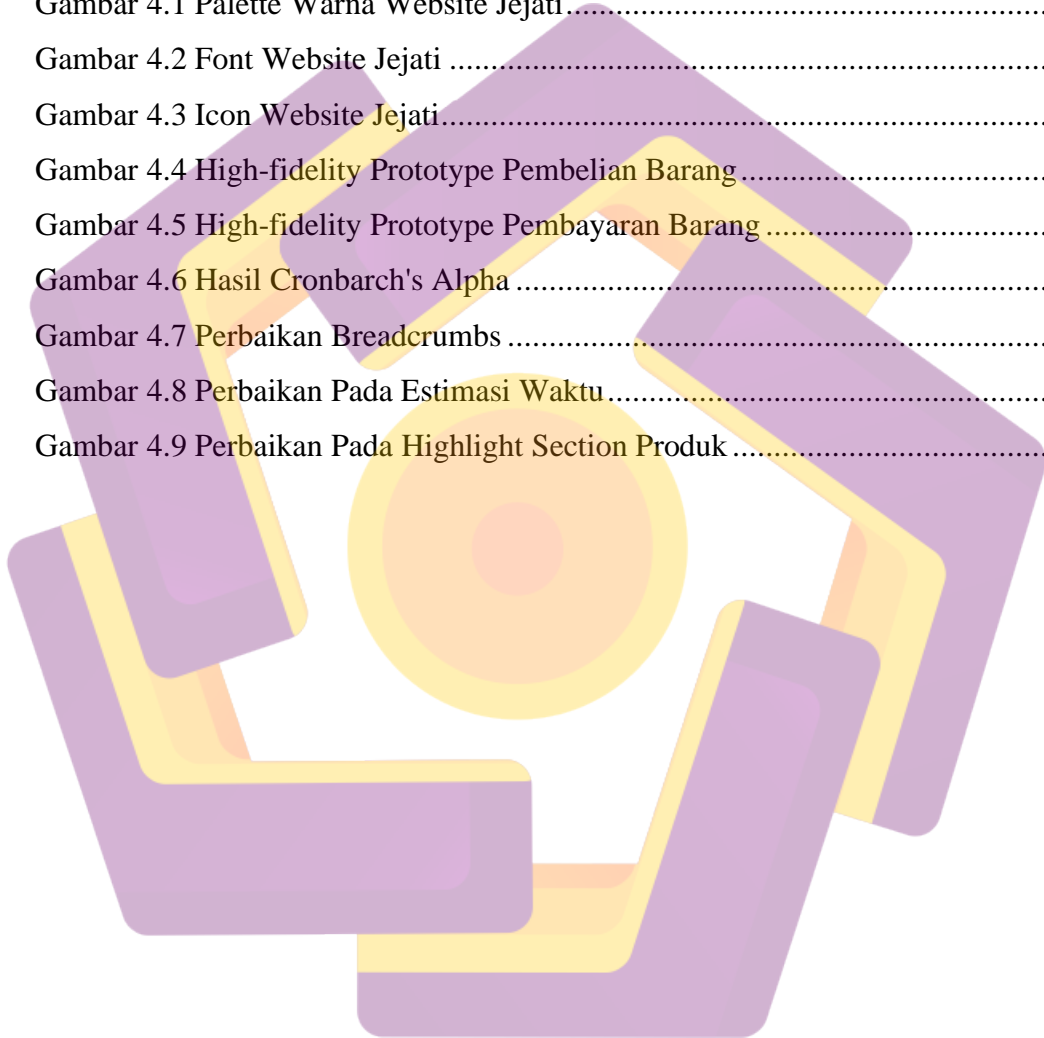 Gambar 4.1 Palette Warna Website Jejati....................................................
Gambar 4.2 Font Website Jejati ...................................................................
Gambar 4.3 Icon Website Jejati....................................................................
Gambar 4.4 High-fidelity Prototype Pembelian Barang..................................
Gambar 4.5 High-fidelity Prototype Pembayaran Barang ...............................
Gambar 4.6 Hasil Cronbarch's Alpha ...........................................................
Gambar 4.7 Perbaikan Breadcrumbs ............................................................
Gambar 4.8 Perbaikan Pada Estimasi Waktu.................................................
Gambar 4.9 Perbaikan Pada Highlight Section Produk ...................................